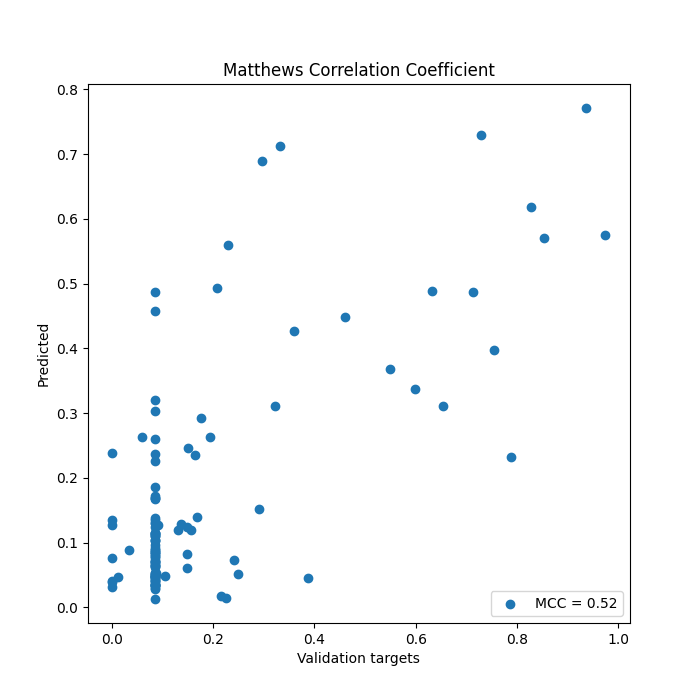 Matthews Correlation Coefficient
0.8
0.7
0.6
0.5
0.4
0.3
0.2
0.1
0.0
Predicted
MCC = 0.52
0.0 0.2 0.4 0.6 0.8 1.0
Validation targets